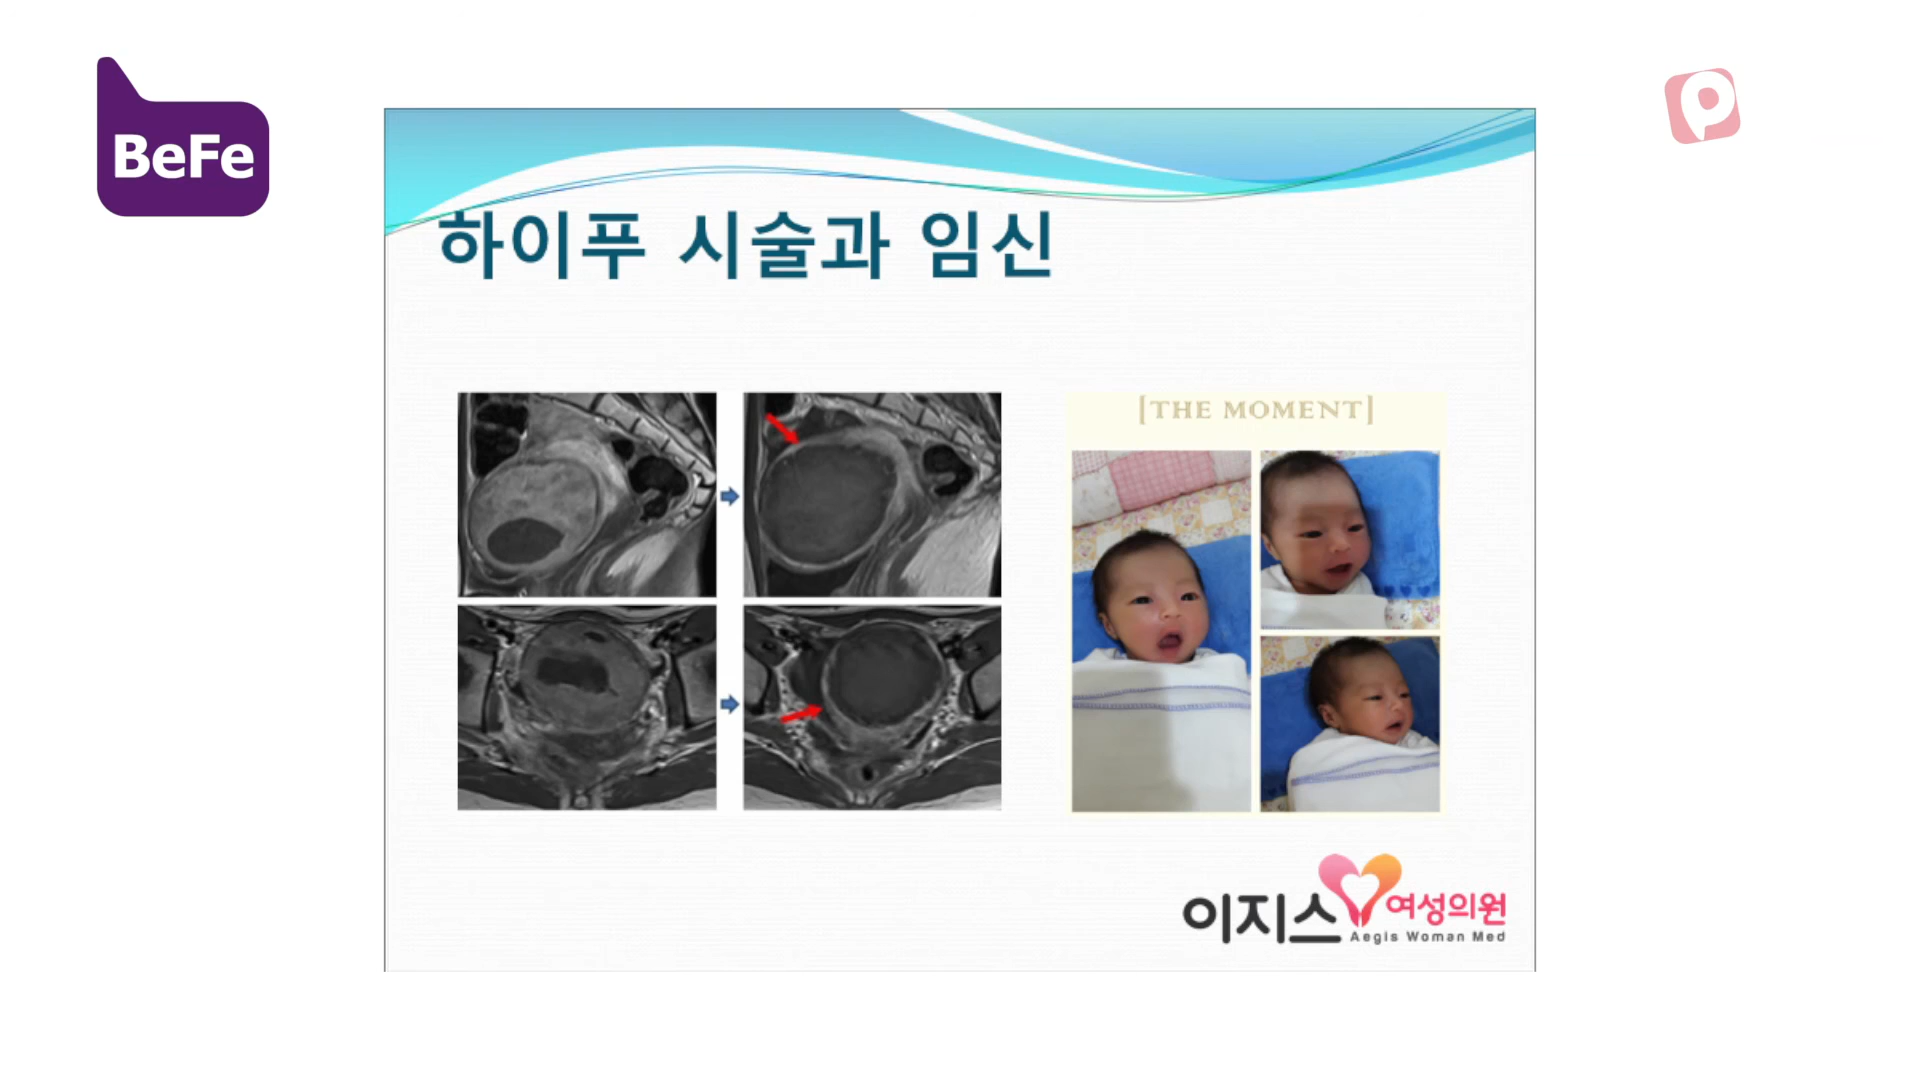 BeFe
하이푸 시술과 임신
[THE MOMENT]
이지스 여성의원
Aegis Woman Med